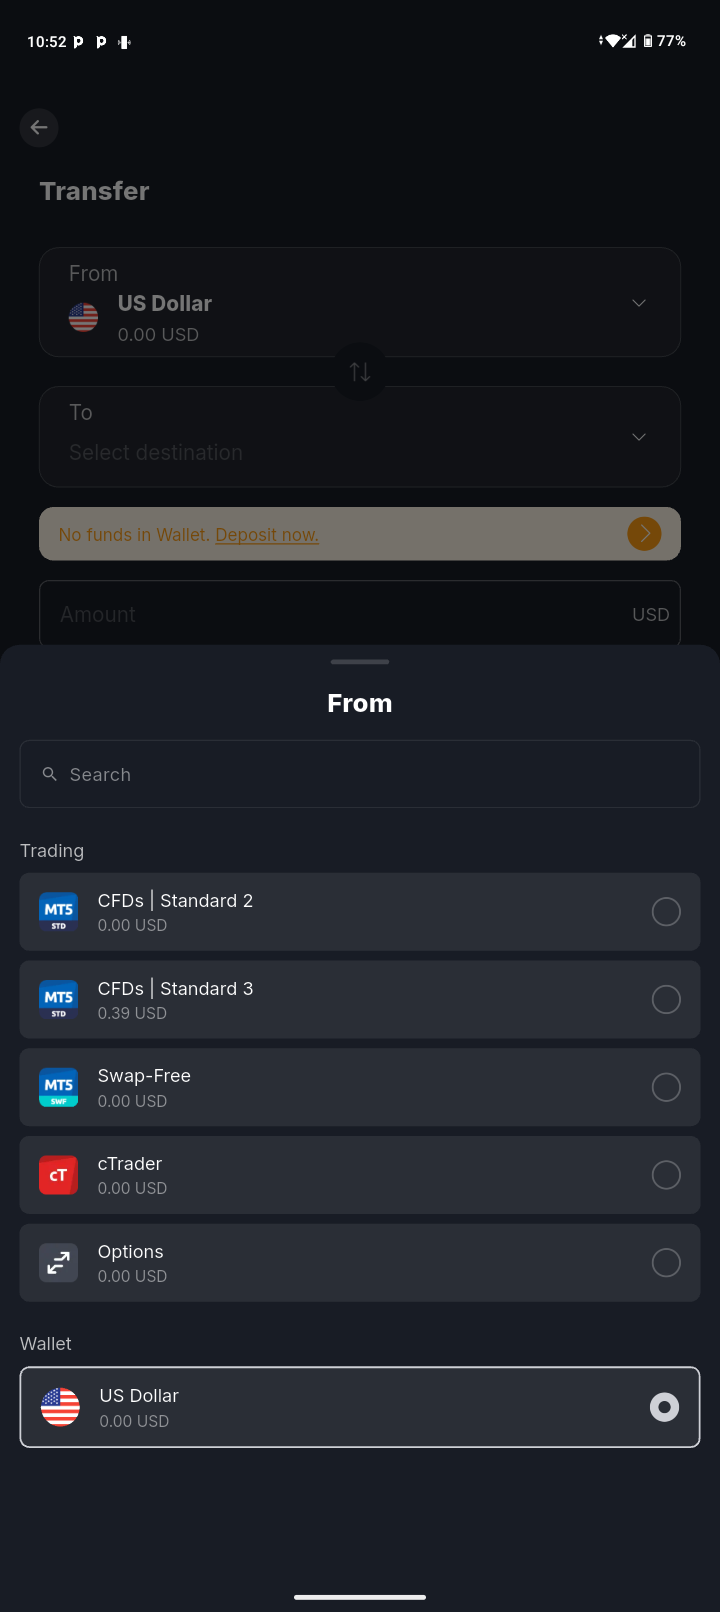 10:52
77%
Transfer
From
US Dollar
0.00 USD
To
Select destination
No funds in Wallet. Deposit now.
Amount
USD
From
Search
Trading
MT5
STD
CFDs | Standard 2
0.00 USD
MT5
STD
CFDs | Standard 3
0.39 USD
MT5
SWF
Swap-Free
0.00 USD
cT
cTrader
0.00 USD
Options
0.00 USD
Wallet
US Dollar
0.00 USD